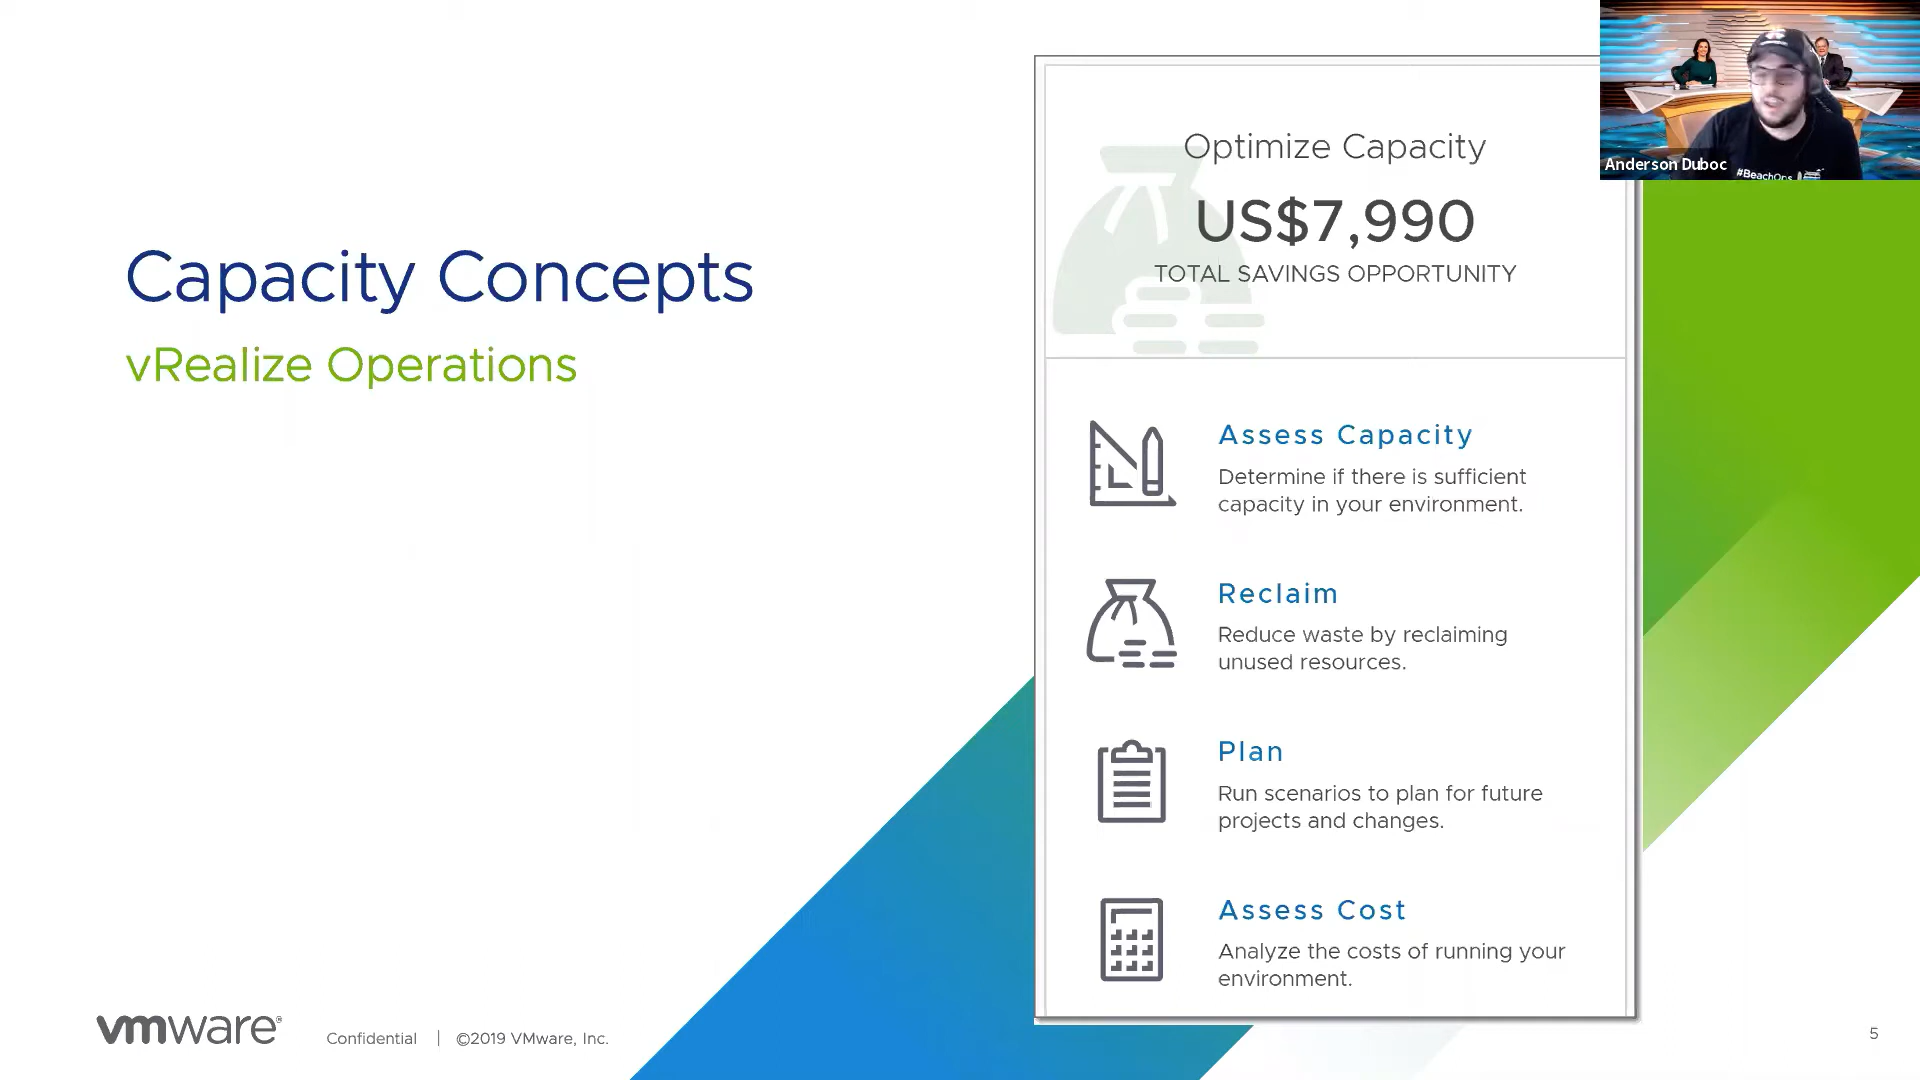 Capacity Concepts
vRealize Operations
Optimize Capacity
US$7,990
TOTAL SAVINGS OPPORTUNITY
Assess Capacity
Determine if there is sufficient
capacity in your environment.
Reclaim
Reduce waste by reclaiming
unused resources.
Plan
Run scenarios to plan for future
projects and changes.
Assess Cost
Analyze the costs of running your
environment.
Anderson Duboc
#BeachOps
vmware®
Confidential | ©2019 VMware, Inc.
5